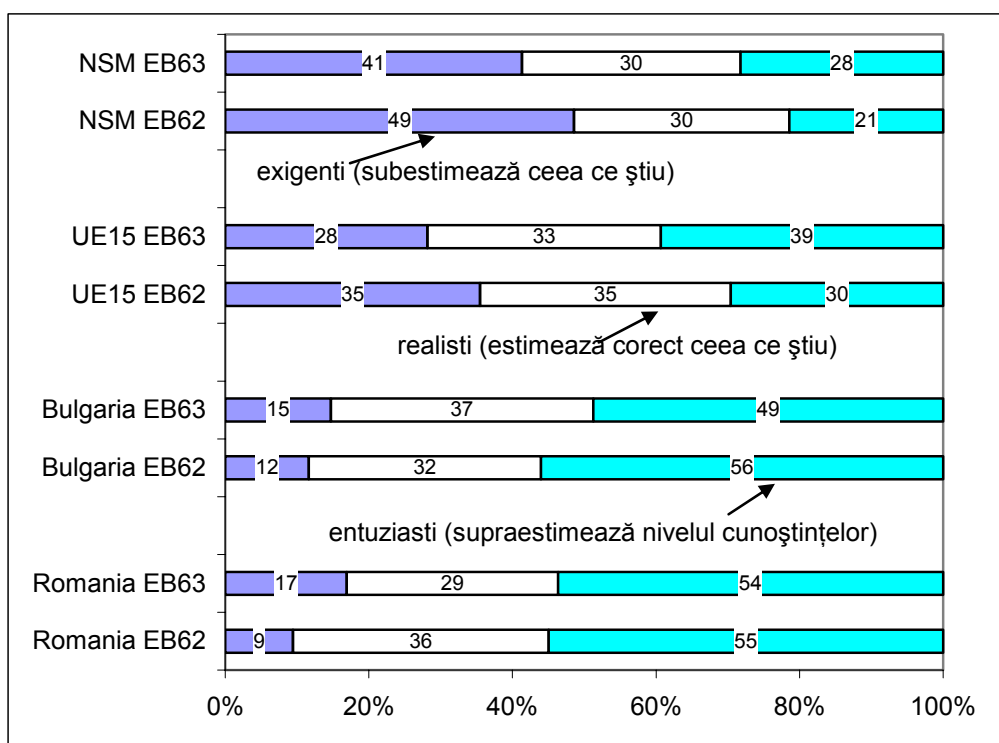 NSM EB63 41 30 28
NSM EB62 49 30 21
exigenti (subestimează ceea ce ştiu)
UE15 EB63 28 33 39
UE15 EB62 35 35 30
realisti (estimează corect ceea ce ştiu)
Bulgaria EB63 15 37 49
Bulgaria EB62 12 32 56
entuziasti (supraestimează nivelul cunoştinţelor)
Romania EB63 17 29 54
Romania EB62 9 36 55
0% 20% 40% 60% 80% 100%